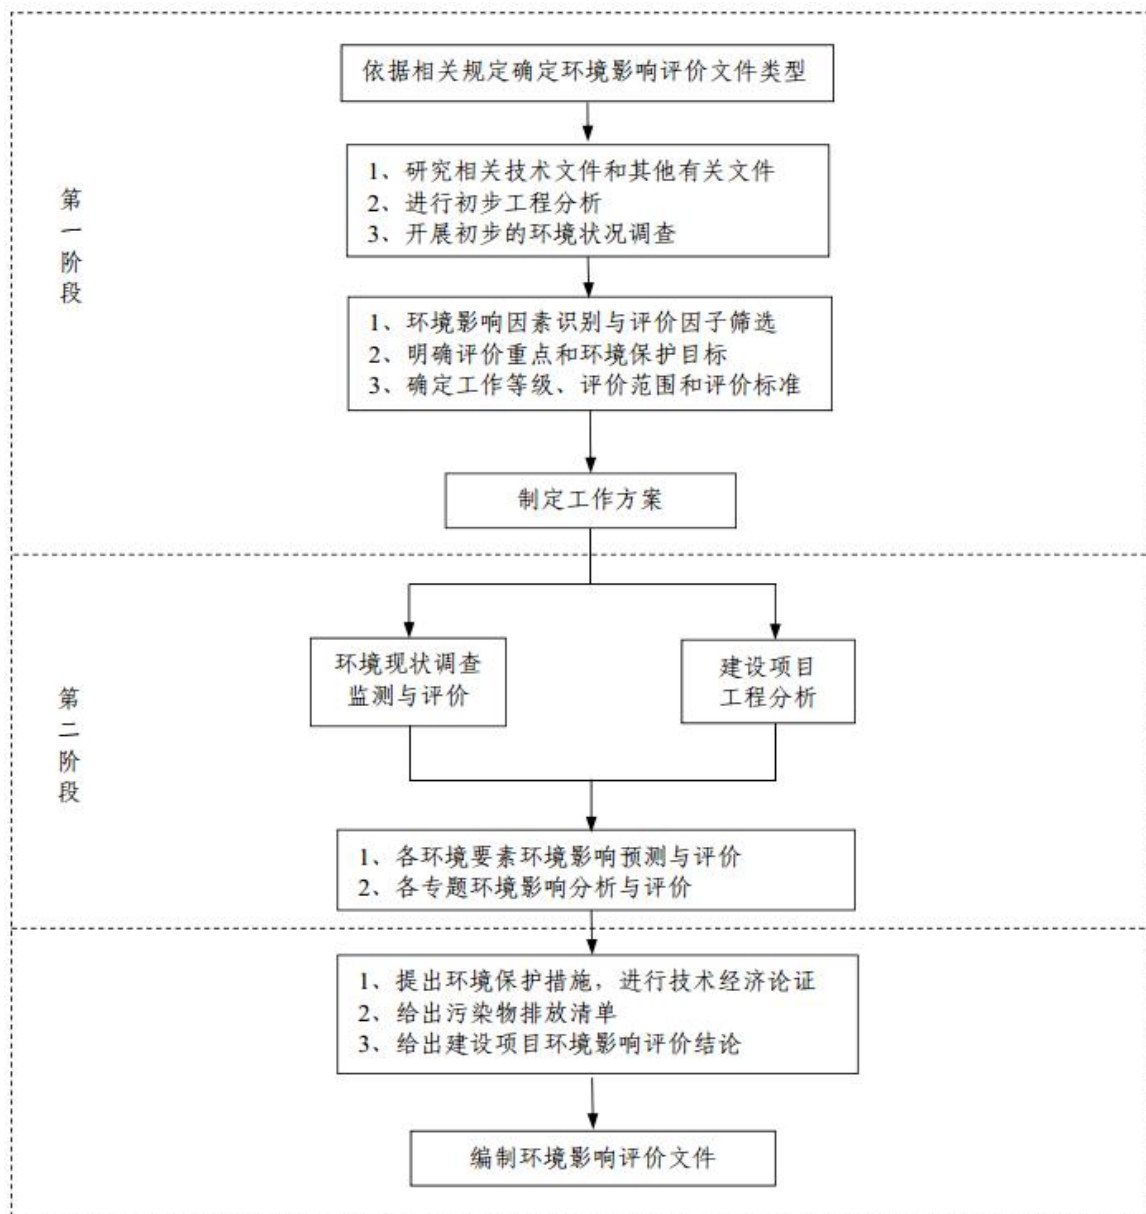 依据相关规定确定环境影响评价文件类型
1、研究相关技术文件和其他有关文件
2、进行初步工程分析
3、开展初步的环境状况调查
第一阶段
1、环境影响因素识别与评价因子筛选
2、明确评价重点和环境保护目标
3、确定工作等级、评价范围和评价标准
制定工作方案
环境现状调查
监测与评价
建设项目
工程分析
第二阶段
1、各环境要素环境影响预测与评价
2、各专题环境影响分析与评价
1、提出环境保护措施，进行技术经济论证
2、给出污染物排放清单
3、给出建设项目环境影响评价结论
编制环境影响评价文件